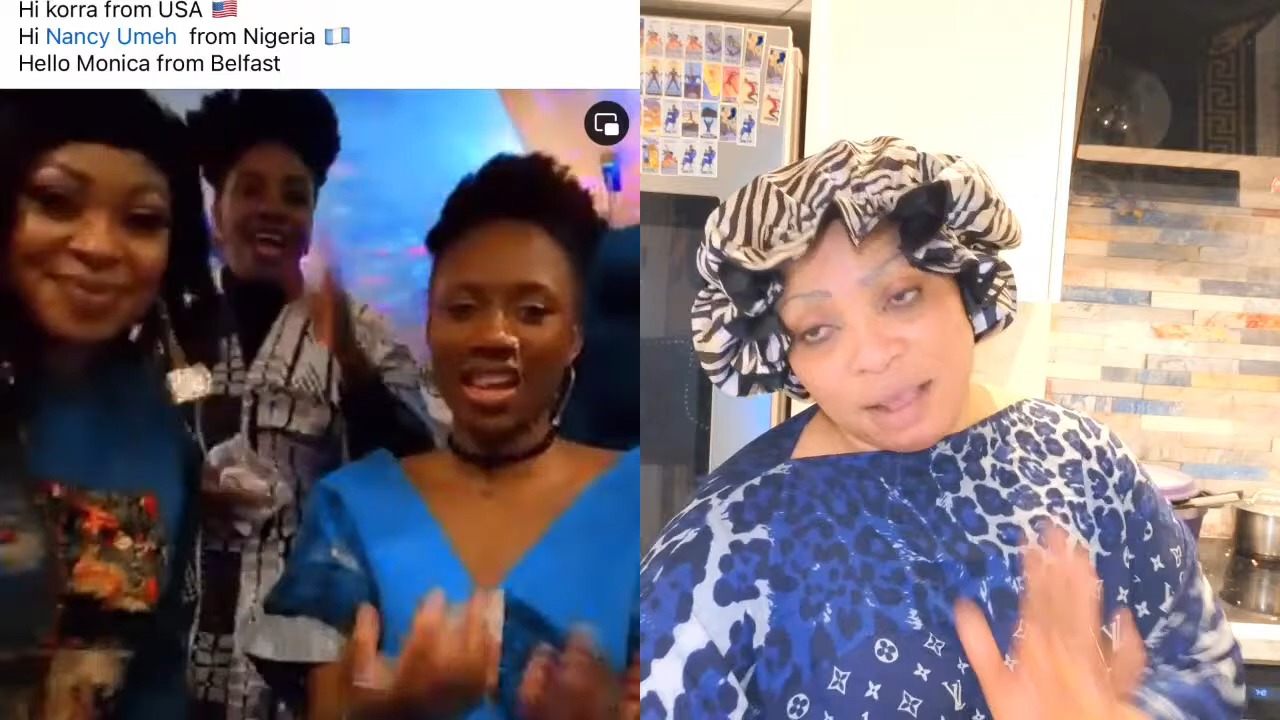 Hi korra from USA 🇺🇸
Hi Nancy Umeh from Nigeria 🇬🇹
Hello Monica from Belfast